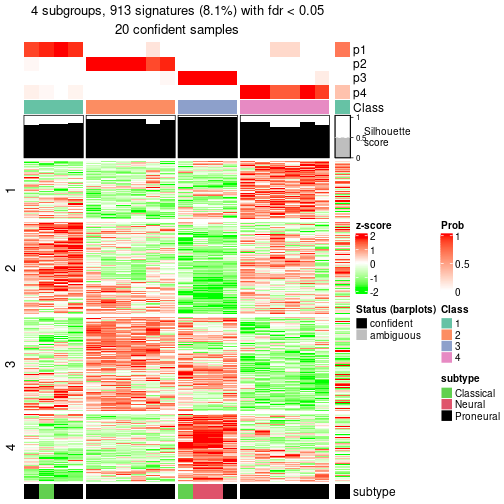 4 subgroups, 913 signatures (8.1%) with fdr < 0.05
20 confident samples
p1
p2
p3
p4
Class
1
0.5
0
Silhouette
score
1
2
3
4
z-score
2
1
0
-1
-2
Prob
1
0.5
0
Status (barplots)
confident
ambiguous
Class
1
2
3
4
subtype
Classical
Neural
Proneural
subtype